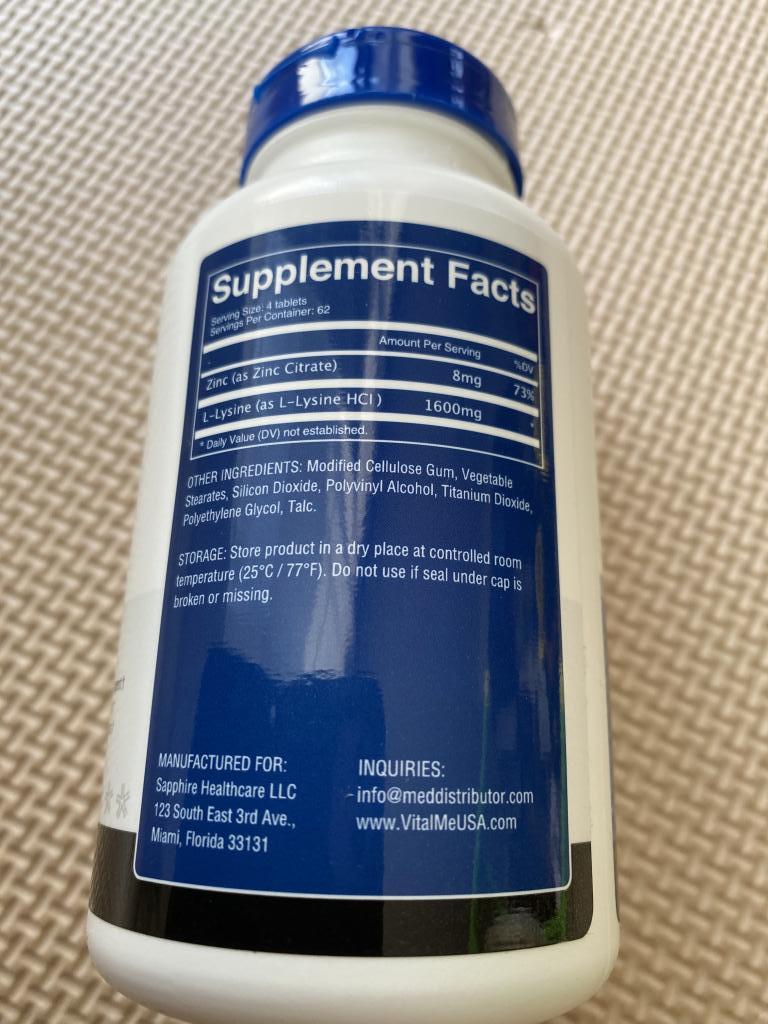 Supplement Facts
Serving Size: 4 tablets
Servings Per Container: 62
Amount Per Serving %DV
Zinc (as Zinc Citrate) 8mg 73%
L-Lysine (as L-Lysine HCl) 1600mg *
* Daily Value (DV) not established.
OTHER INGREDIENTS: Modified Cellulose Gum, Vegetable
Stearates, Silicon Dioxide, Polyvinyl Alcohol, Titanium Dioxide,
Polyethylene Glycol, Talc.
STORAGE: Store product in a dry place at controlled room
temperature (25°C / 77°F). Do not use if seal under cap is
broken or missing.
MANUFACTURED FOR:
Sapphire Healthcare LLC
123 South East 3rd Ave.,
Miami, Florida 33131
INQUIRIES:
info@meddistributor.com
www.VitalMeUSA.com